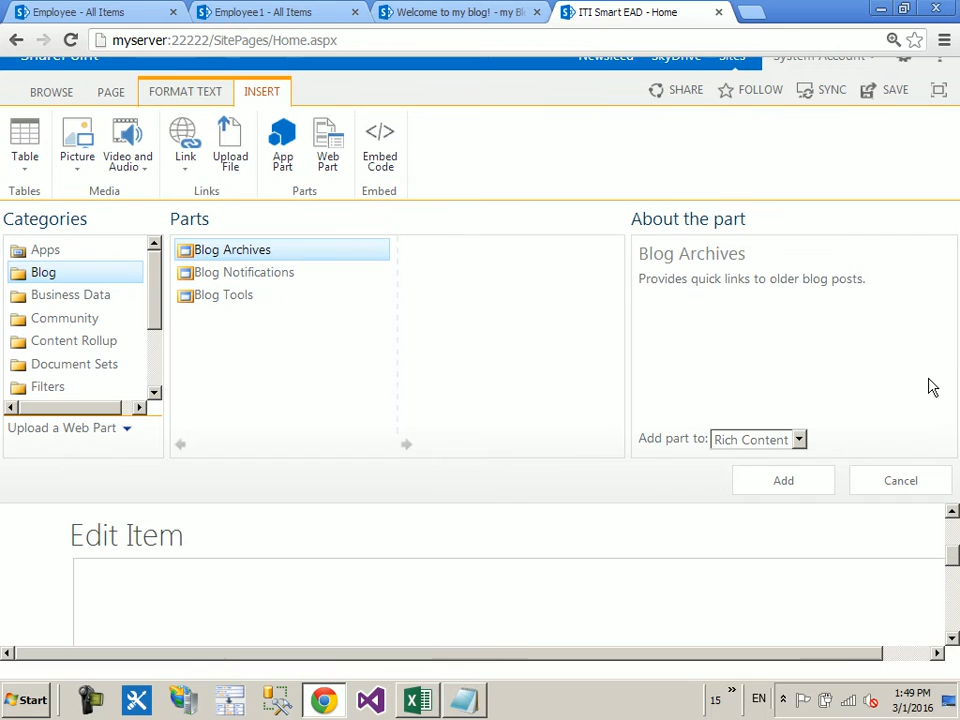 Employee - All Items
Employee1 - All Items
Welcome to my blog! - my Bl
ITI Smart EAD - Home
myserver:22222/SitePages/Home.aspx
SharePoint
Newsfeed SkyDrive Sites System Account
BROWSE PAGE FORMAT TEXT INSERT
SHARE FOLLOW SYNC SAVE
Table
Picture
Video and
Audio
Link
Upload
File
App
Part
Web
Part
Embed
Code
Tables Media Links Parts Embed
Categories
Apps
Blog
Business Data
Community
Content Rollup
Document Sets
Filters
Upload a Web Part
Parts
Blog Archives
Blog Notifications
Blog Tools
About the part
Blog Archives
Provides quick links to older blog posts.
Add part to: Rich Content
Add Cancel
Edit Item
Start
15
EN
1:49 PM
3/1/2016